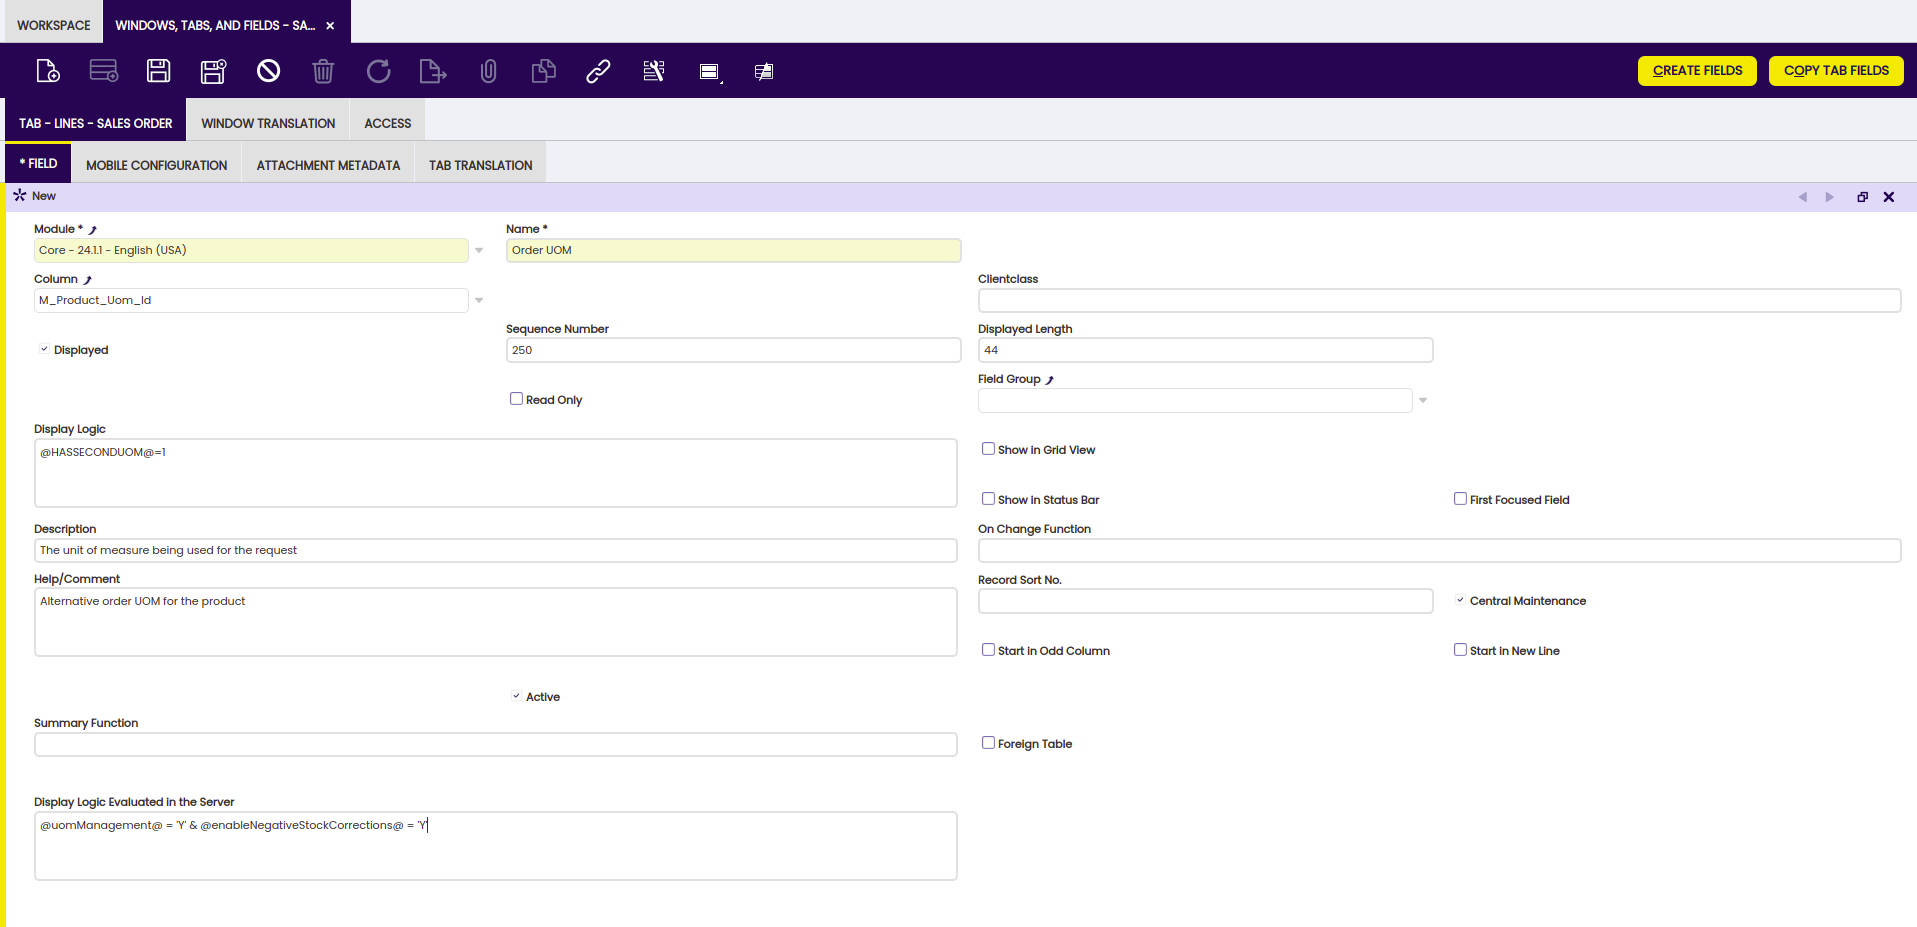 WORKSPACE
WINDOWS, TABS, AND FIELDS - SA...
CREATE FIELDS
COPY TAB FIELDS
TAB - LINES - SALES ORDER
WINDOW TRANSLATION
ACCESS
* FIELD
MOBILE CONFIGURATION
ATTACHMENT METADATA
TAB TRANSLATION
New
Module *
Name *
Core - 24.1.1 - English (USA)
Order UOM
Column
Clientclass
M_Product_Uom_Id
Sequence Number
Displayed Length
Displayed
250
44
Field Group
Read Only
Display Logic
@HASSECONDUOM@=1
Show in Grid View
Show in Status Bar
First Focused Field
Description
On Change Function
The unit of measure being used for the request
Help/Comment
Record Sort No.
Alternative order UOM for the product
Central Maintenance
Start in Odd Column
Start in New Line
Active
Summary Function
Foreign Table
Display Logic Evaluated in the Server
@uomManagement@ = 'Y' & @enableNegativeStockCorrections@ = 'Y'